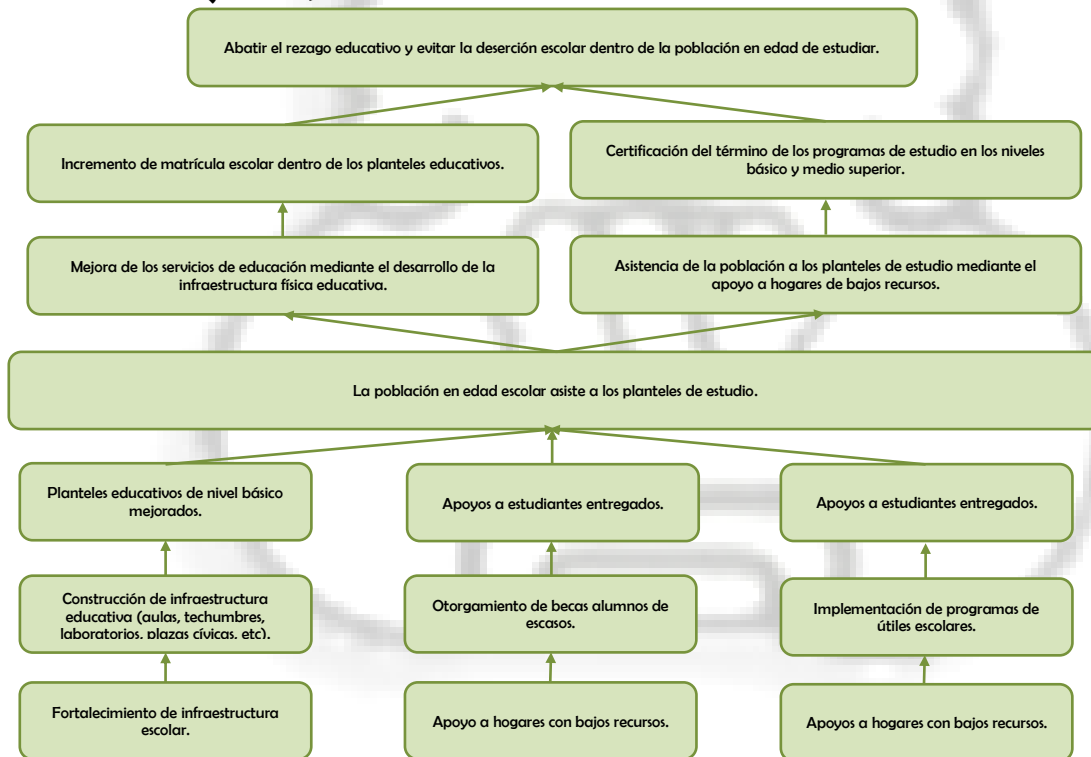 Abatir el rezago educativo y evitar la deserción escolar dentro de la población en edad de estudiar.
Incremento de matrícula escolar dentro de los planteles educativos.
Certificación del término de los programas de estudio en los niveles
básico y medio superior.
Mejora de los servicios de educación mediante el desarrollo de la
infraestructura física educativa.
Asistencia de la población a los planteles de estudio mediante el
apoyo a hogares de bajos recursos.
La población en edad escolar asiste a los planteles de estudio.
Planteles educativos de nivel básico
mejorados.
Apoyos a estudiantes entregados.
Apoyos a estudiantes entregados.
Construcción de infraestructura
educativa (aulas, techumbres,
laboratorios, plazas cívicas, etc).
Otorgamiento de becas alumnos de
escasos.
Implementación de programas de
útiles escolares.
Fortalecimiento de infraestructura
escolar.
Apoyo a hogares con bajos recursos.
Apoyos a hogares con bajos recursos.